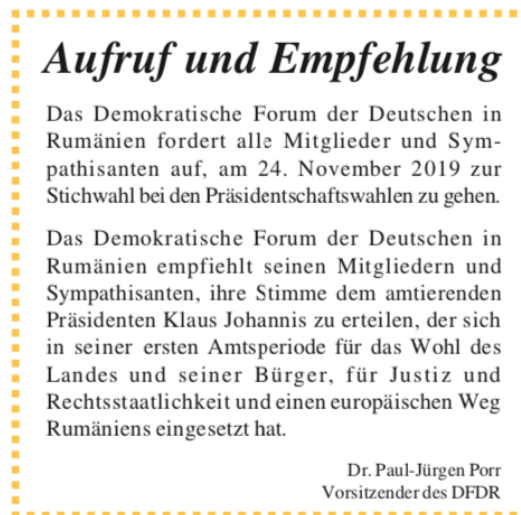 Aufruf und Empfehlung
Das Demokratische Forum der Deutschen in
Rumänien fordert alle Mitglieder und Sym-
pathisanten auf, am 24. November 2019 zur
Stichwahl bei den Präsidentschaftswahlen zu gehen.
Das Demokratische Forum der Deutschen in
Rumänien empfiehlt seinen Mitgliedern und
Sympathisanten, ihre Stimme dem amtierenden
Präsidenten Klaus Johannis zu erteilen, der sich
in seiner ersten Amtsperiode für das Wohl des
Landes und seiner Bürger, für Justiz und
Rechtsstaatlichkeit und einen europäischen Weg
Rumäniens eingesetzt hat.
Dr. Paul-Jürgen Porr
Vorsitzender des DFDR